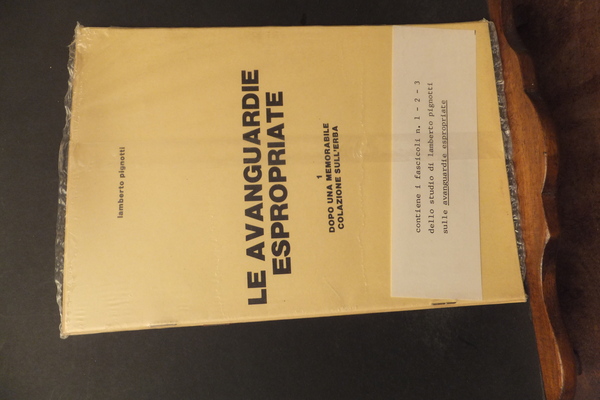 lamberto pignotti
LE AVANGUARDIE
ESPROPRIATE
1
DOPO UNA MEMORABILE
COLAZIONE SULL'ERBA
contiene i fascicoli n. 1 - 2 - 3
dello studio di lamberto pignotti
sulle avanguardie espropriate